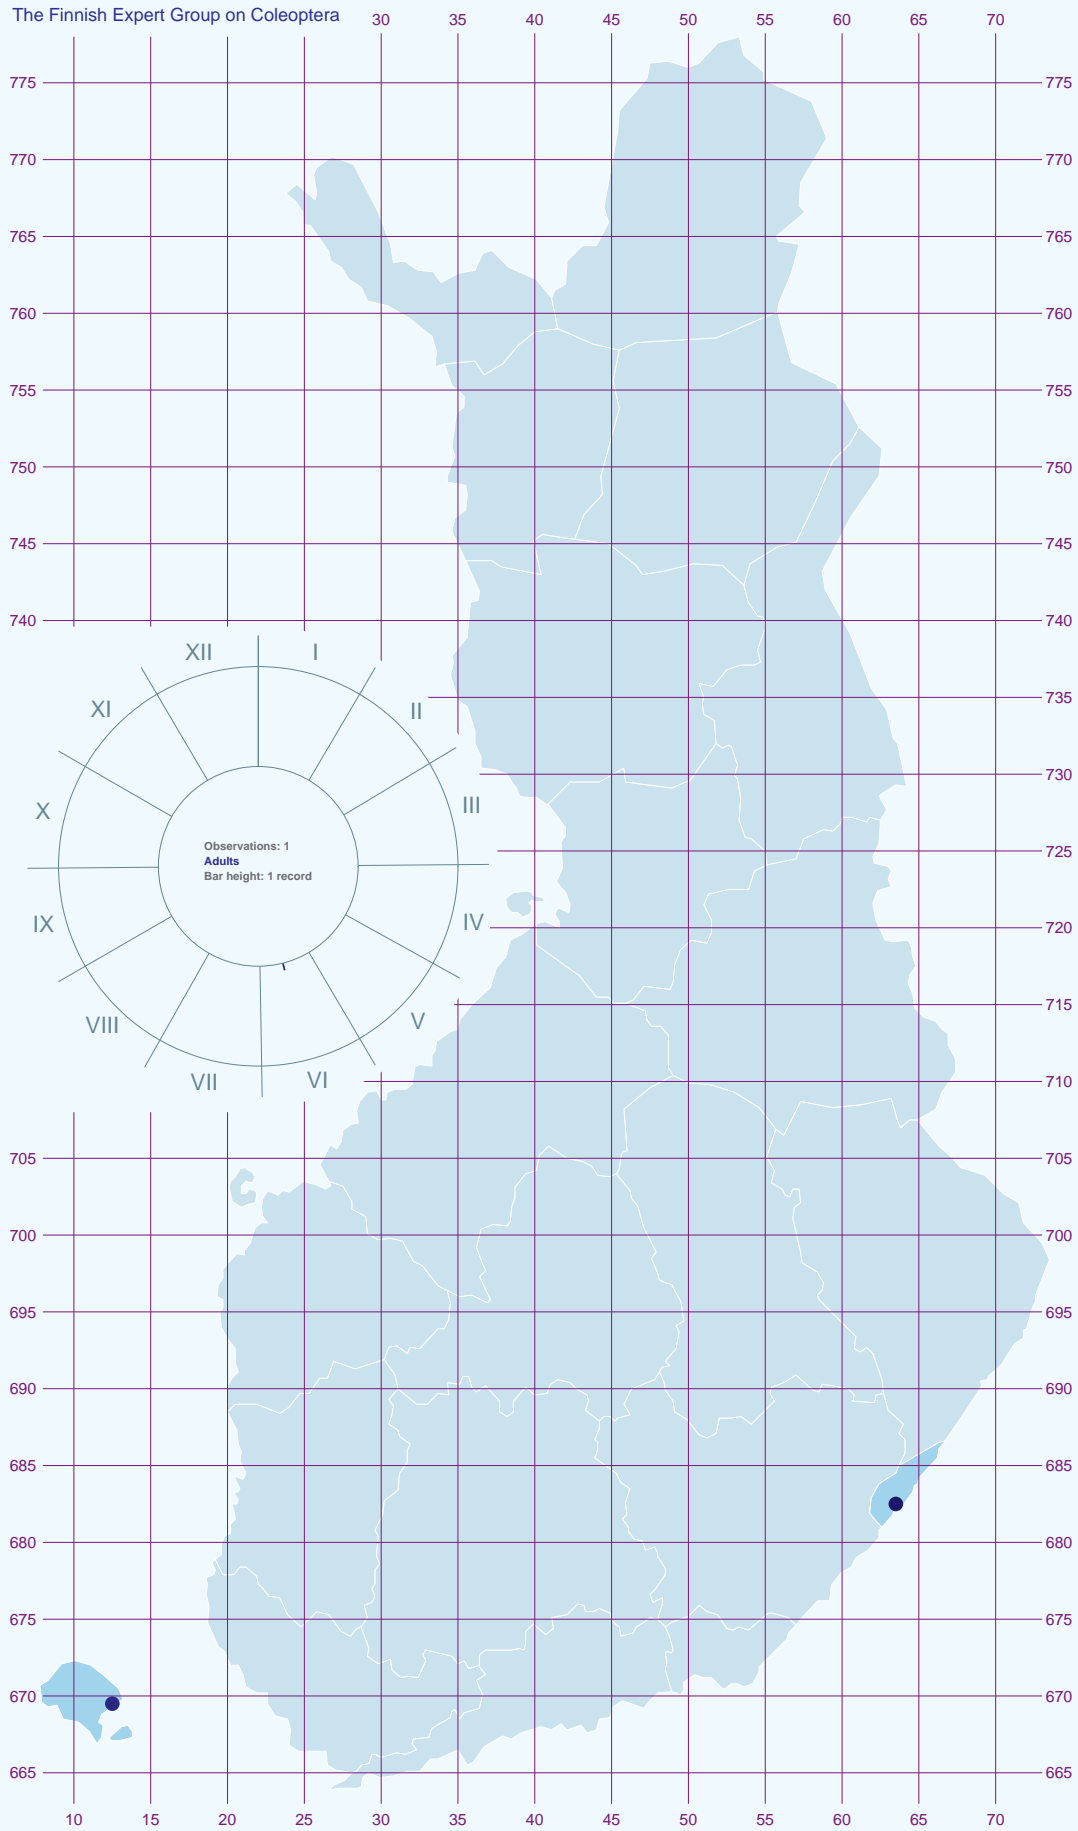 The Finnish Expert Group on Coleoptera
30 35 40 45 50 55 60 65 70
775 775
770 770
765 765
760 760
755 755
750 750
745 745
740 740
XII I
XI II
735
730
X III
725
Observations: 1
Adults
Bar height: 1 record
IX IV 720
VIII V 715
VII VI 710
705 705
700 700
695 695
690 690
685 685
680 680
675 675
670 670
665 665
10 15 20 25 30 35 40 45 50 55 60 65 70